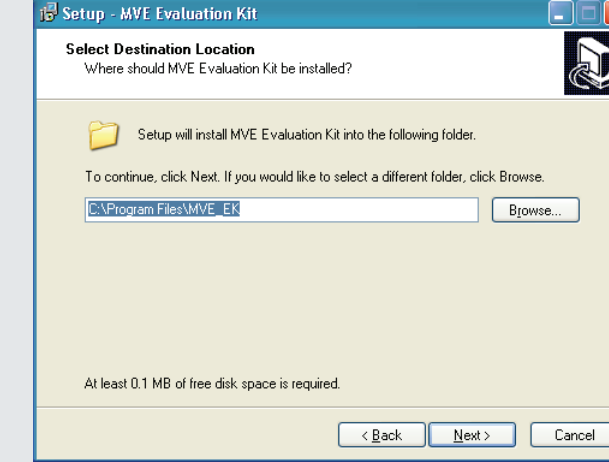 Setup - MVE Evaluation Kit
Select Destination Location
Where should MVE Evaluation Kit be installed?
Setup will install MVE Evaluation Kit into the following folder.
To continue, click Next. If you would like to select a different folder, click Browse.
C:\Program Files\MVE_EK
Browse...
At least 0.1 MB of free disk space is required.
< Back
Next >
Cancel